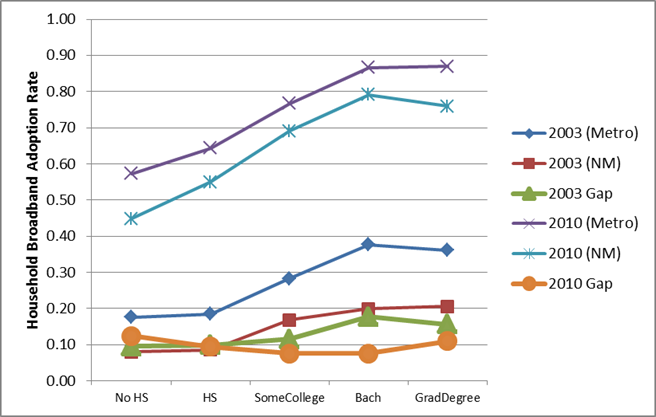 Household Broadband Adoption Rate
1.00
0.90
0.80
0.70
0.60
0.50
0.40
0.30
0.20
0.10
0.00
No HS
HS
SomeCollege
Bach
GradDegree
2003 (Metro)
2003 (NM)
2003 Gap
2010 (Metro)
2010 (NM)
2010 Gap